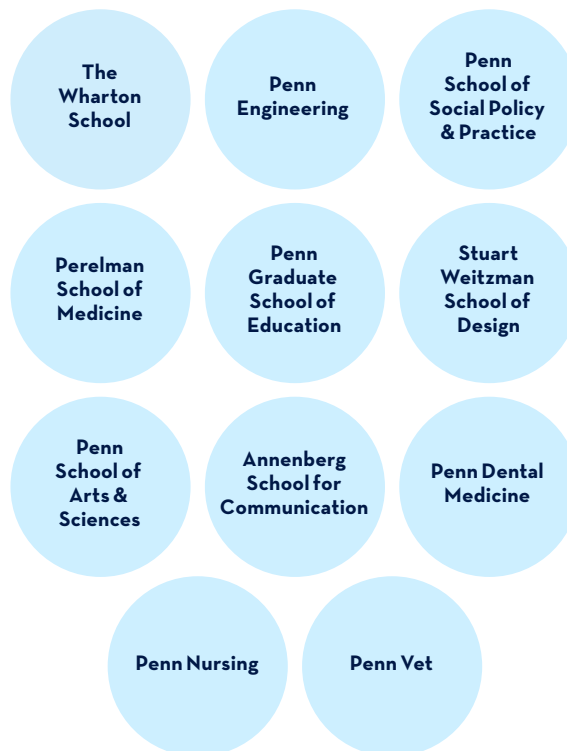 The
Wharton
School
Penn
Engineering
Penn
School of
Social Policy
& Practice
Perelman
School of
Medicine
Penn
Graduate
School of
Education
Stuart
Weitzman
School of
Design
Penn
School of
Arts &
Sciences
Annenberg
School for
Communication
Penn Dental
Medicine
Penn Nursing
Penn Vet